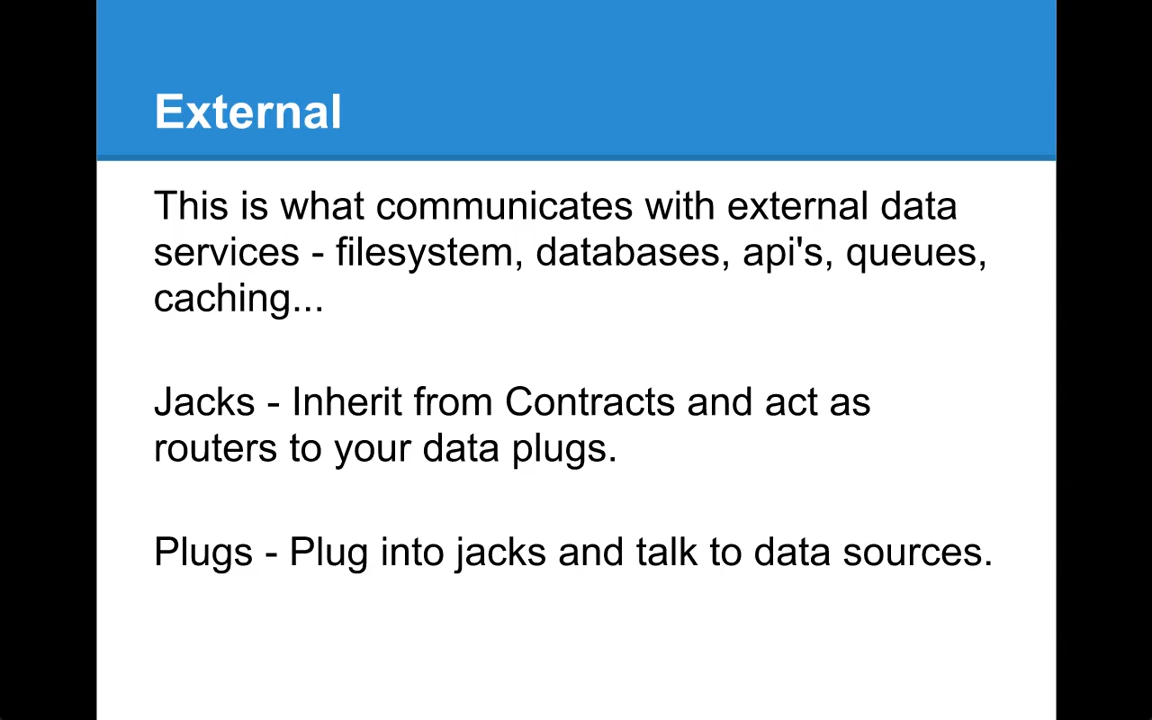 External
This is what communicates with external data
services - filesystem, databases, api's, queues,
caching...
Jacks - Inherit from Contracts and act as
routers to your data plugs.
Plugs - Plug into jacks and talk to data sources.